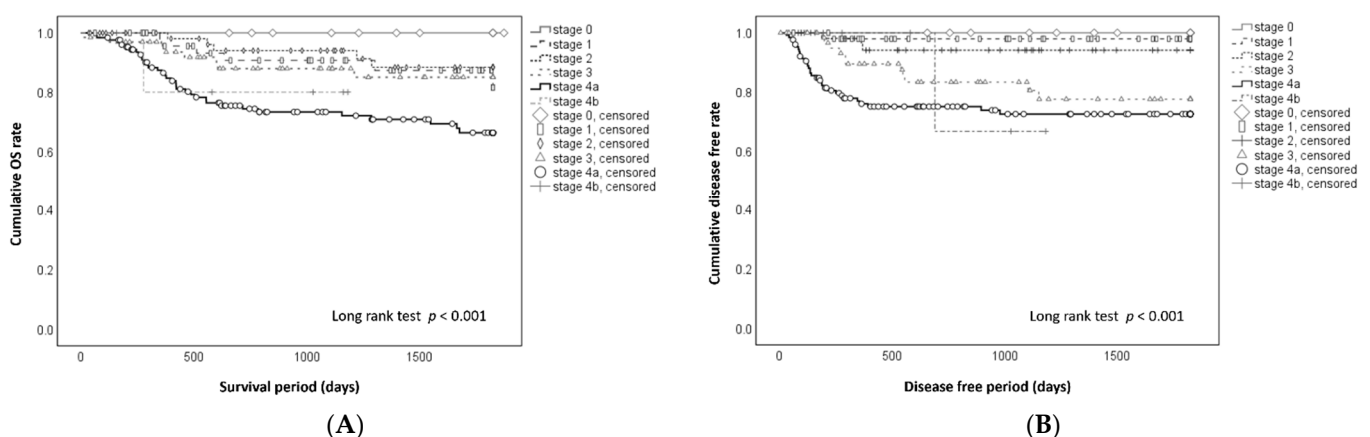 1.0
0.8
0.6
0.4
0.2
0.0
Cumulative OS rate
0
500
1000
1500
Survival period (days)
Long rank test p < 0.001
stage 0
stage 1
stage 2
stage 3
stage 4a
stage 4b
stage 0, censored
stage 1, censored
stage 2, censored
stage 3, censored
stage 4a, censored
stage 4b, censored
(A)
1.0
0.8
0.6
0.4
0.2
0.0
Cumulative disease free rate
0
500
1000
1500
Disease free period (days)
Long rank test p < 0.001
stage 0
stage 1
stage 2
stage 3
stage 4a
stage 4b
stage 0, censored
stage 1, censored
stage 2, censored
stage 3, censored
stage 4a, censored
stage 4b, censored
(B)